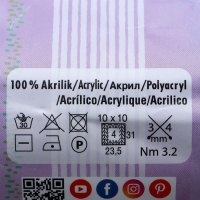 100 % Akrilik/Acrylic/Акрил/Polyacryl
/Acrílico/Acrylique/Acrilico
30
10 x 10
4 31
23,5
P
3 4
mm
Nm 3.2